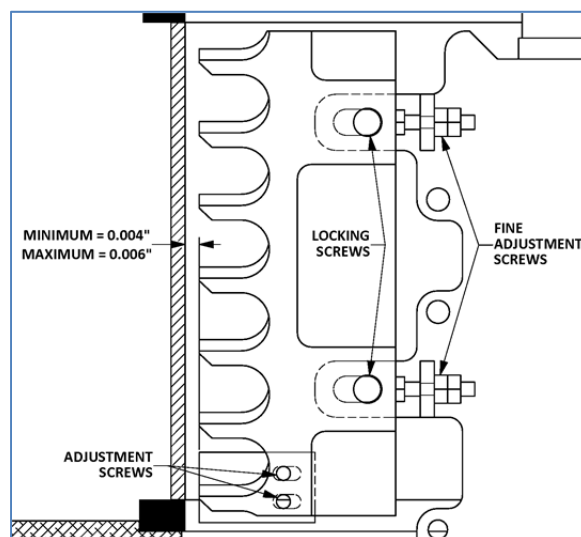 MINIMUM = 0.004"
MAXIMUM = 0.006"
LOCKING
SCREWS
FINE
ADJUSTMENT
SCREWS
ADJUSTMENT
SCREWS